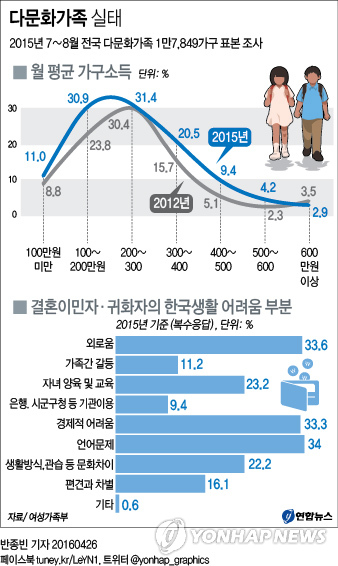 다문화가족 실태
2015년 7~8월 전국 다문화가족 1만7,849가구 표본 조사
월 평균 가구소득 단위: %
30
20
10
0
11.0
30.9
31.4
20.5
2015년
9.4
4.2
2.9
8.8
23.8
30.4
15.7
2012년
5.1
2.3
3.5
100만원 미만
100~200만원
200~300
300~400
400~500
500~600
600만원 이상
결혼이민자·귀화자의 한국생활 어려움 부분
2015년 기준 (복수응답), 단위: %
외로움 33.6
가족간 갈등 11.2
자녀 양육 및 교육 23.2
은행, 시군구청 등 기관이용 9.4
경제적 어려움 33.3
언어문제 34
생활방식,관습 등 문화차이 22.2
편견과 차별 16.1
기타 0.6
자료/ 여성가족부
연합뉴스
YONHAPNEWS
반종빈 기자 20160426
페이스북 tuney.kr/LeYN1, 트위터 @yonhap_graphics